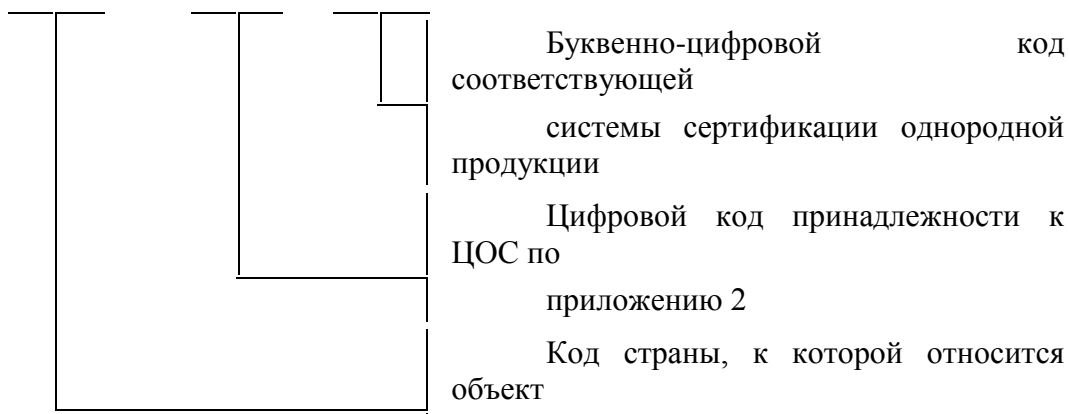 Буквенно-цифровой код
соответствующей
системы сертификации однородной
продукции
Цифровой код принадлежности к
ЦОС по
приложению 2
Код страны, к которой относится
объект